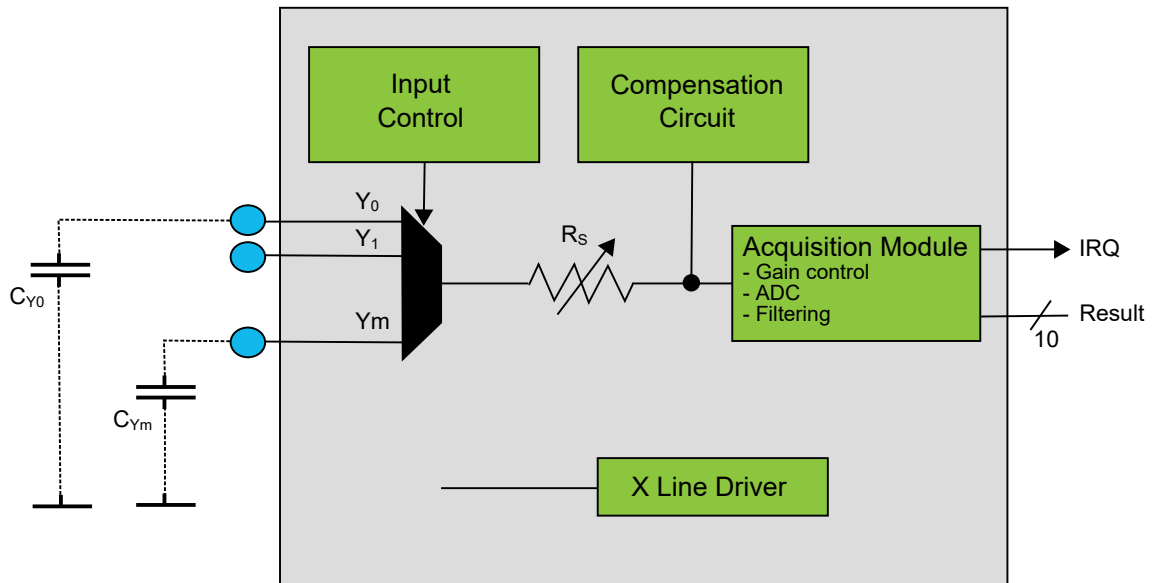 Input
Control
Compensation
Circuit
Y0
Y1
Ym
RS
Acquisition Module
- Gain control
- ADC
- Filtering
IRQ
Result
10
CY0
CYm
X Line Driver